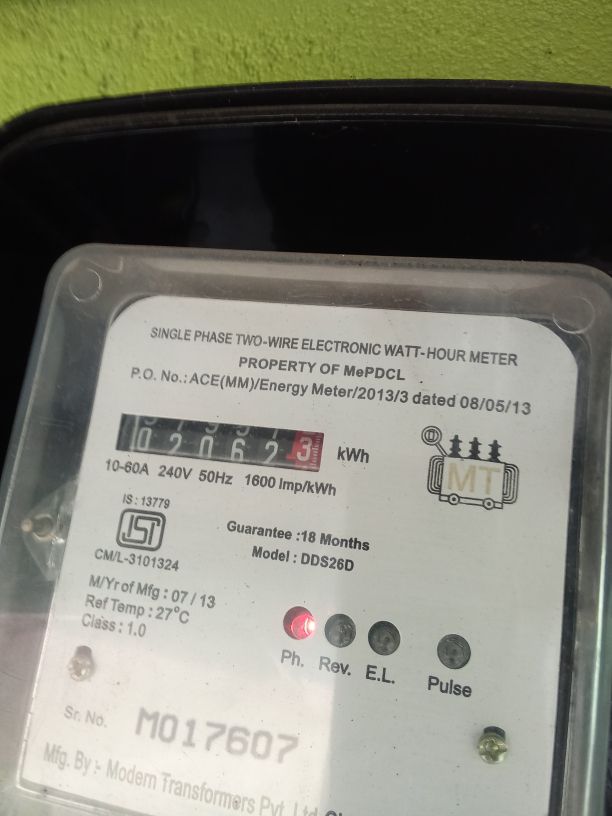 SINGLE PHASE TWO-WIRE ELECTRONIC WATT-HOUR METER
PROPERTY OF MePDCL
P.O. No.: ACE(MM)/Energy Meter/2013/3 dated 08/05/13
020623 kWh
10-60A 240V 50Hz 1600 Imp/kWh
MT
IS : 13779
ISI
CM/L-3101324
Guarantee :18 Months
Model : DDS26D
M/Yr of Mfg : 07 / 13
Ref Temp : 27°C
Class : 1.0
Ph. Rev. E.L. Pulse
Sr. No. M017607
Mfg. By :- Modern Transformers Pvt. Ltd.